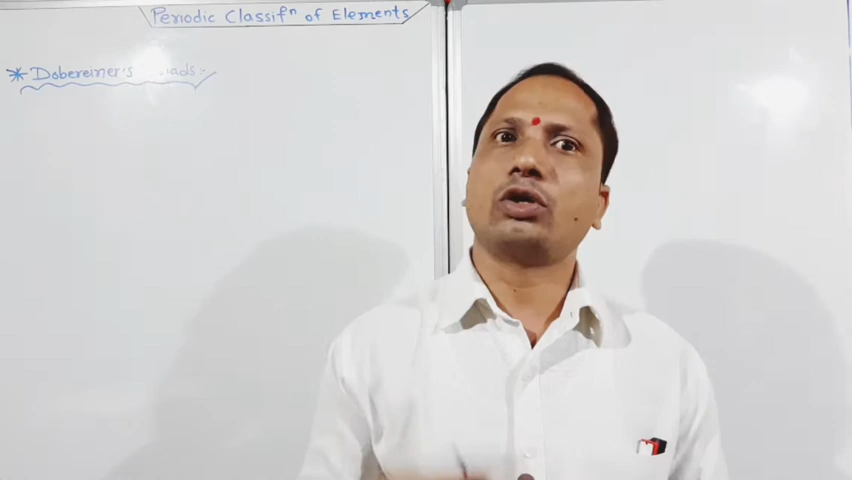 Periodic Classifⁿ of Elements
* Dobereiner's :-